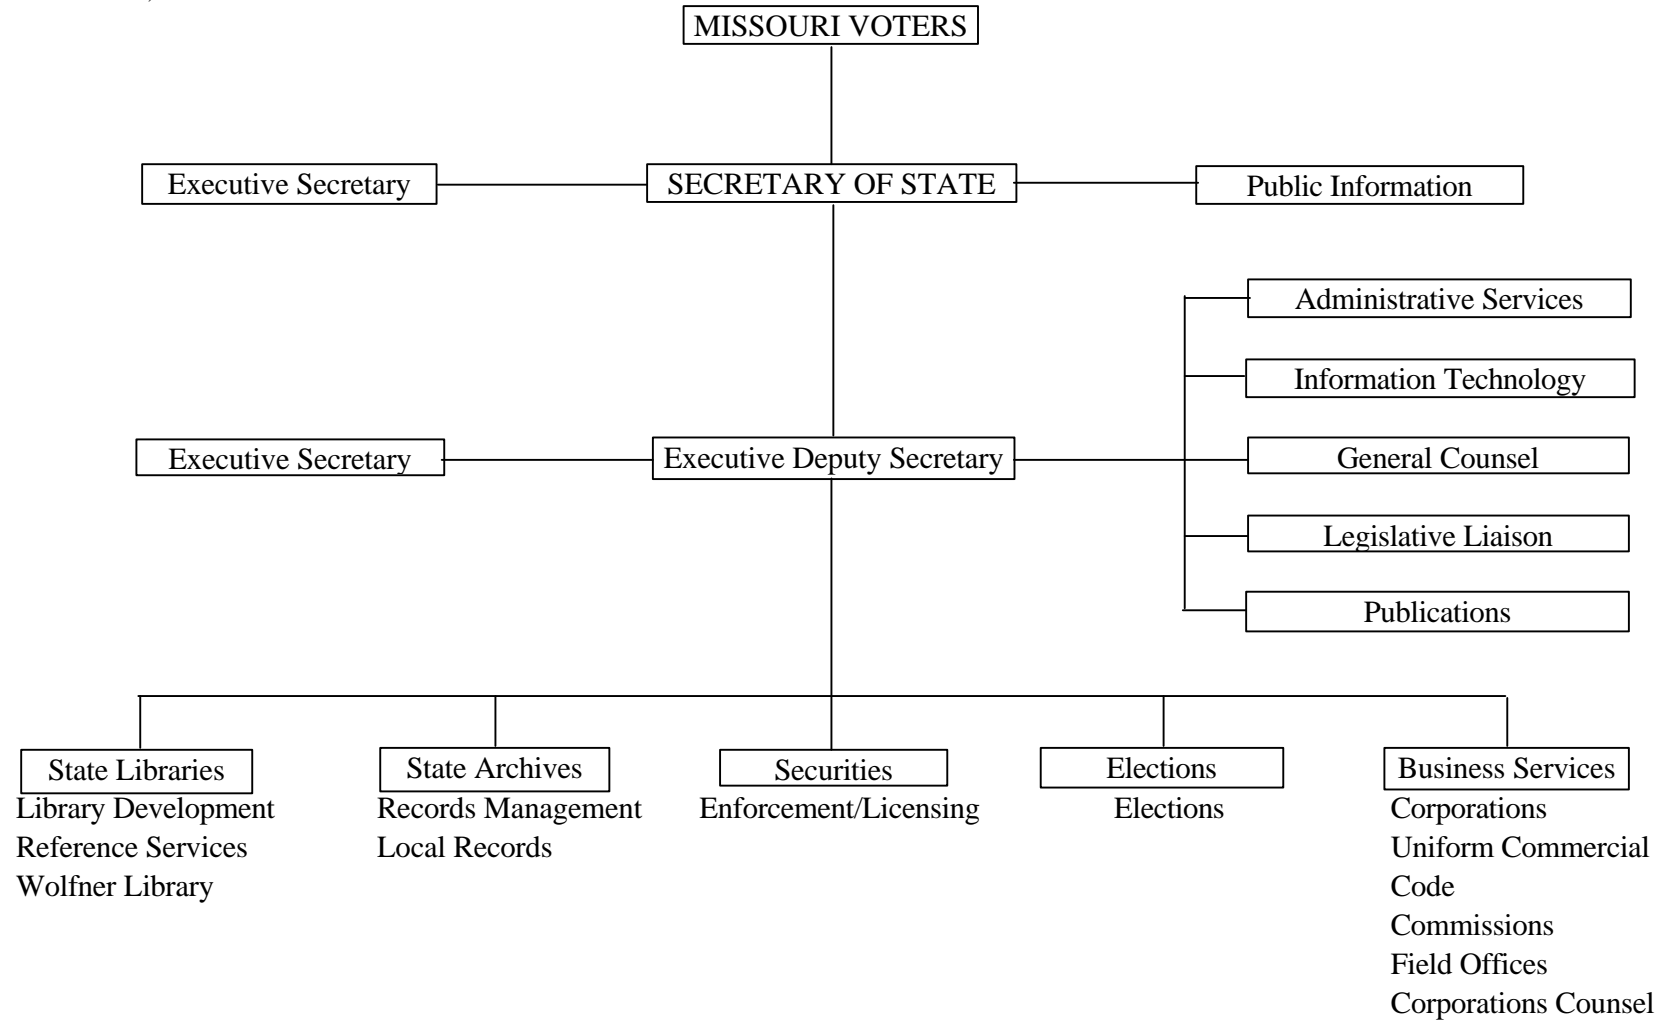 MISSOURI VOTERS
Executive Secretary
SECRETARY OF STATE
Public Information
Administrative Services
Information Technology
Executive Secretary
Executive Deputy Secretary
General Counsel
Legislative Liaison
Publications
State Libraries
Library Development
Reference Services
Wolfner Library
State Archives
Records Management
Local Records
Securities
Enforcement/Licensing
Elections
Elections
Business Services
Corporations
Uniform Commercial
Code
Commissions
Field Offices
Corporations Counsel